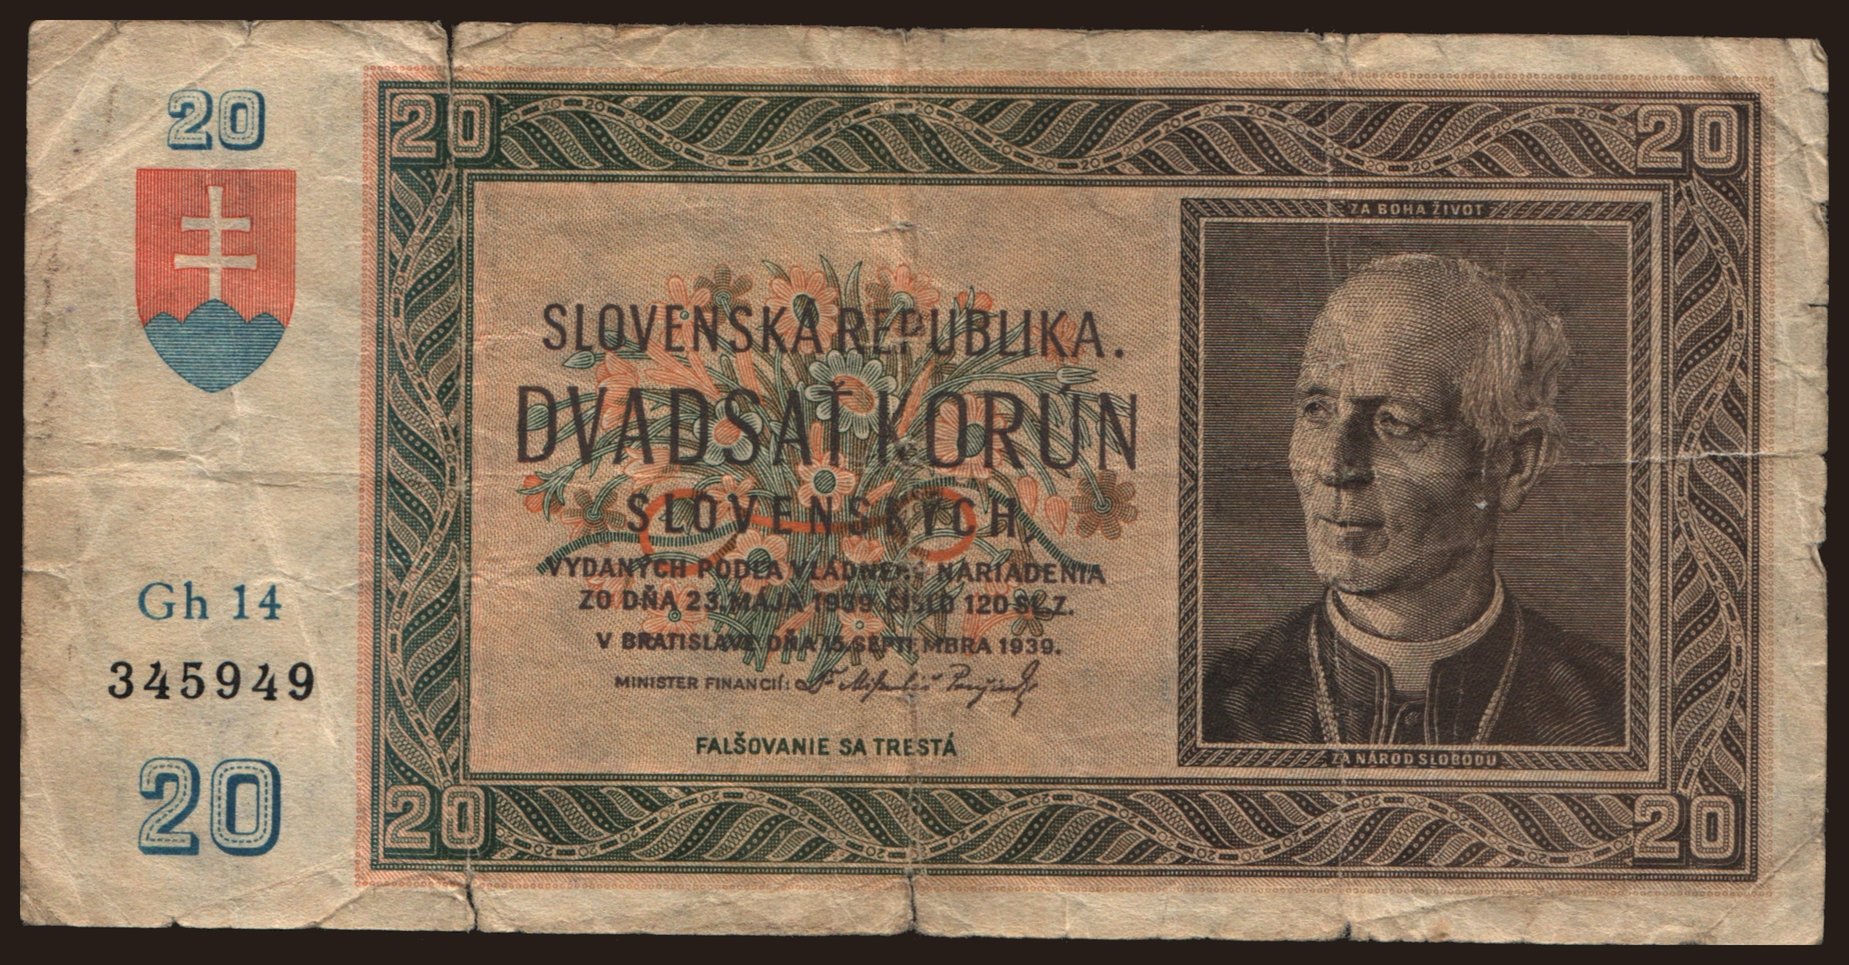 20
20
20
ZA BOHA ŽIVOT
SLOVENSKÁ REPUBLIKA.
DVADSAŤ KORÚN
SLOVENSKÝCH,
VYDANÝCH PODĽA VLÁDNEHO NARIADENIA
ZO DŇA 23. MÁJA 1939 ČÍSLO 120 SL. Z.
V BRATISLAVE DŇA 15. SEPTEMBRA 1939.
MINISTER FINANCIÍ:
FALŠOVANIE SA TRESTÁ
Gh 14
345949
ZA NÁROD SLOBODU
20
20
20